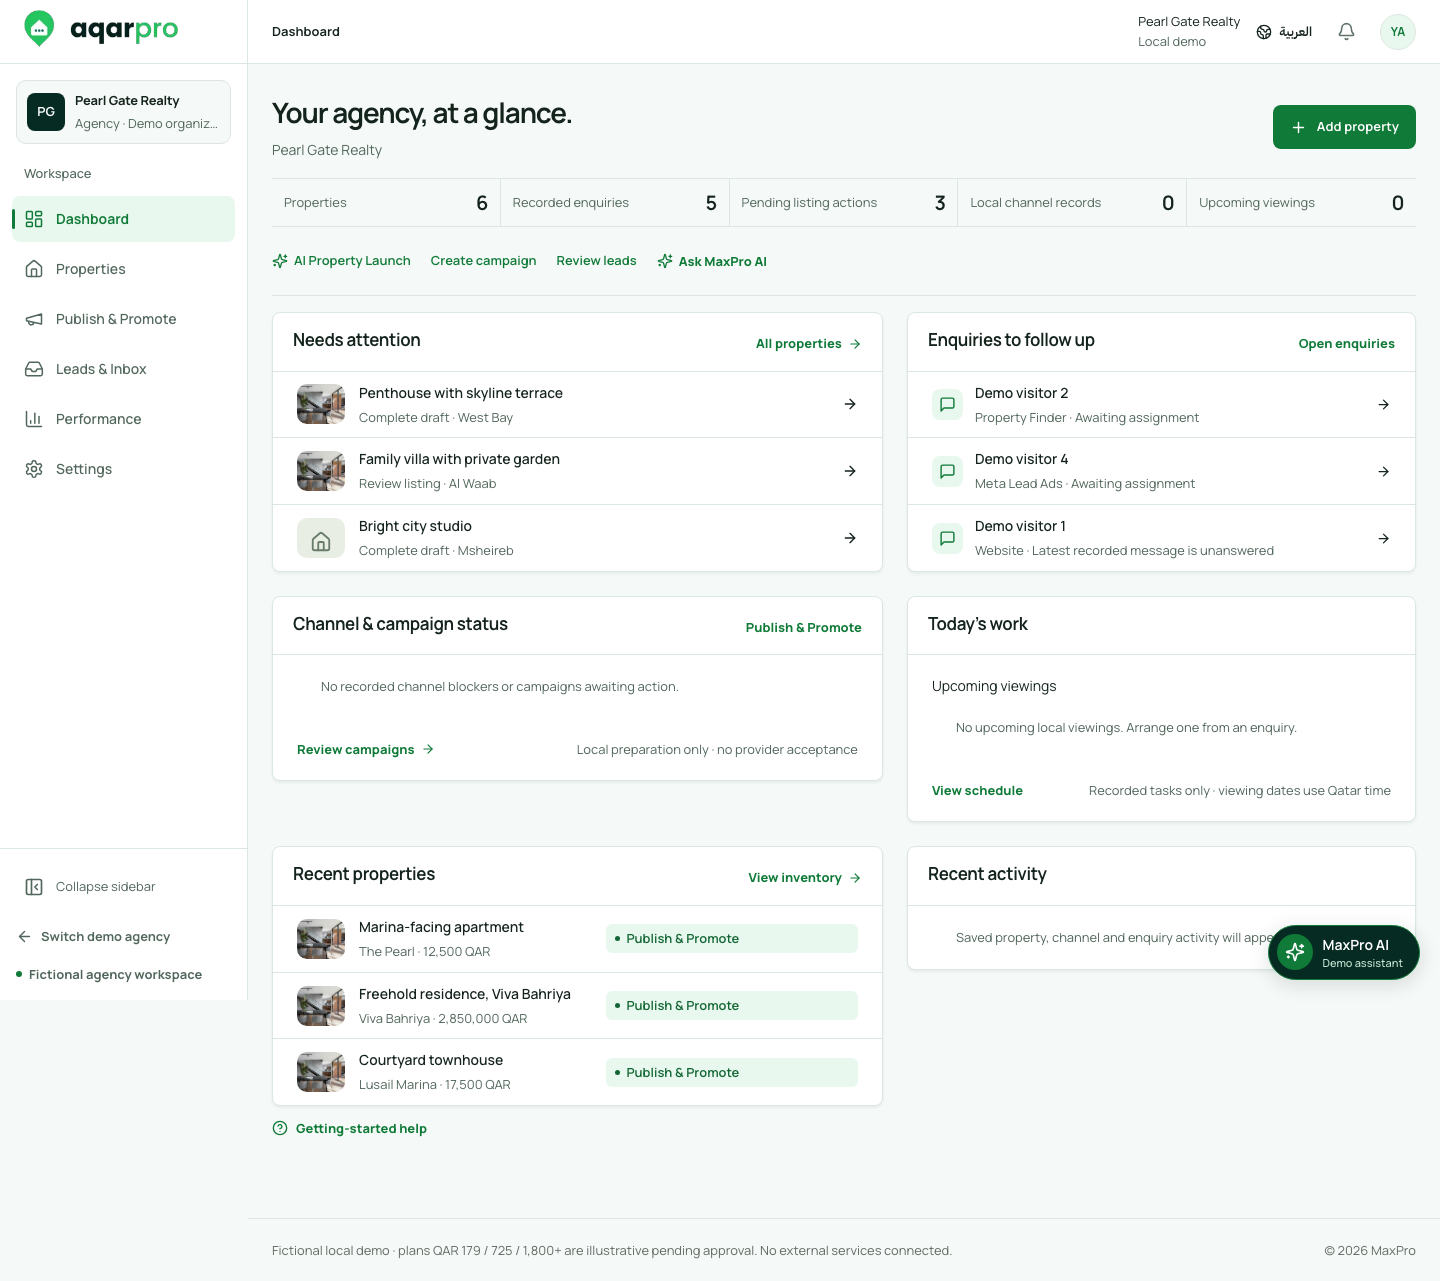 aqarpro
Dashboard
Pearl Gate Realty
Local demo
العربية
YA
PG
Pearl Gate Realty
Agency · Demo organiz...
Workspace
Dashboard
Properties
Publish & Promote
Leads & Inbox
Performance
Settings
Collapse sidebar
Switch demo agency
Fictional agency workspace
Your agency, at a glance.
Pearl Gate Realty
Add property
Properties 6
Recorded enquiries 5
Pending listing actions 3
Local channel records 0
Upcoming viewings 0
AI Property Launch
Create campaign
Review leads
Ask MaxPro AI
Needs attention
All properties
Penthouse with skyline terrace
Complete draft · West Bay
Family villa with private garden
Review listing · Al Waab
Bright city studio
Complete draft · Msheireb
Enquiries to follow up
Open enquiries
Demo visitor 2
Property Finder · Awaiting assignment
Demo visitor 4
Meta Lead Ads · Awaiting assignment
Demo visitor 1
Website · Latest recorded message is unanswered
Channel & campaign status
Publish & Promote
No recorded channel blockers or campaigns awaiting action.
Review campaigns
Local preparation only · no provider acceptance
Today's work
Upcoming viewings
No upcoming local viewings. Arrange one from an enquiry.
View schedule
Recorded tasks only · viewing dates use Qatar time
Recent properties
View inventory
Marina-facing apartment
The Pearl · 12,500 QAR
Publish & Promote
Freehold residence, Viva Bahriya
Viva Bahriya · 2,850,000 QAR
Publish & Promote
Courtyard townhouse
Lusail Marina · 17,500 QAR
Publish & Promote
Recent activity
Saved property, channel and enquiry activity will
MaxPro AI
Demo assistant
Getting-started help
Fictional local demo · plans QAR 179 / 725 / 1,800+ are illustrative pending approval. No external services connected.
© 2026 MaxPro